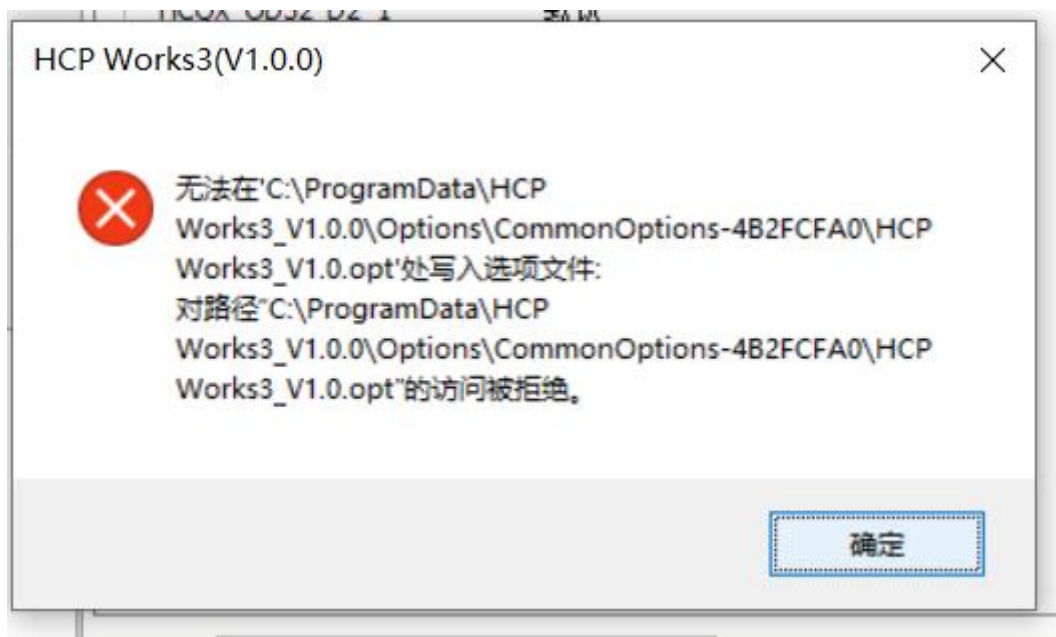 HCP Works3(V1.0.0)
无法在'C:\ProgramData\HCP
Works3_V1.0.0\Options\CommonOptions-4B2FCFA0\HCP
Works3_V1.0.opt'处写入选项文件:
对路径"C:\ProgramData\HCP
Works3_V1.0.0\Options\CommonOptions-4B2FCFA0\HCP
Works3_V1.0.opt"的访问被拒绝。
确定